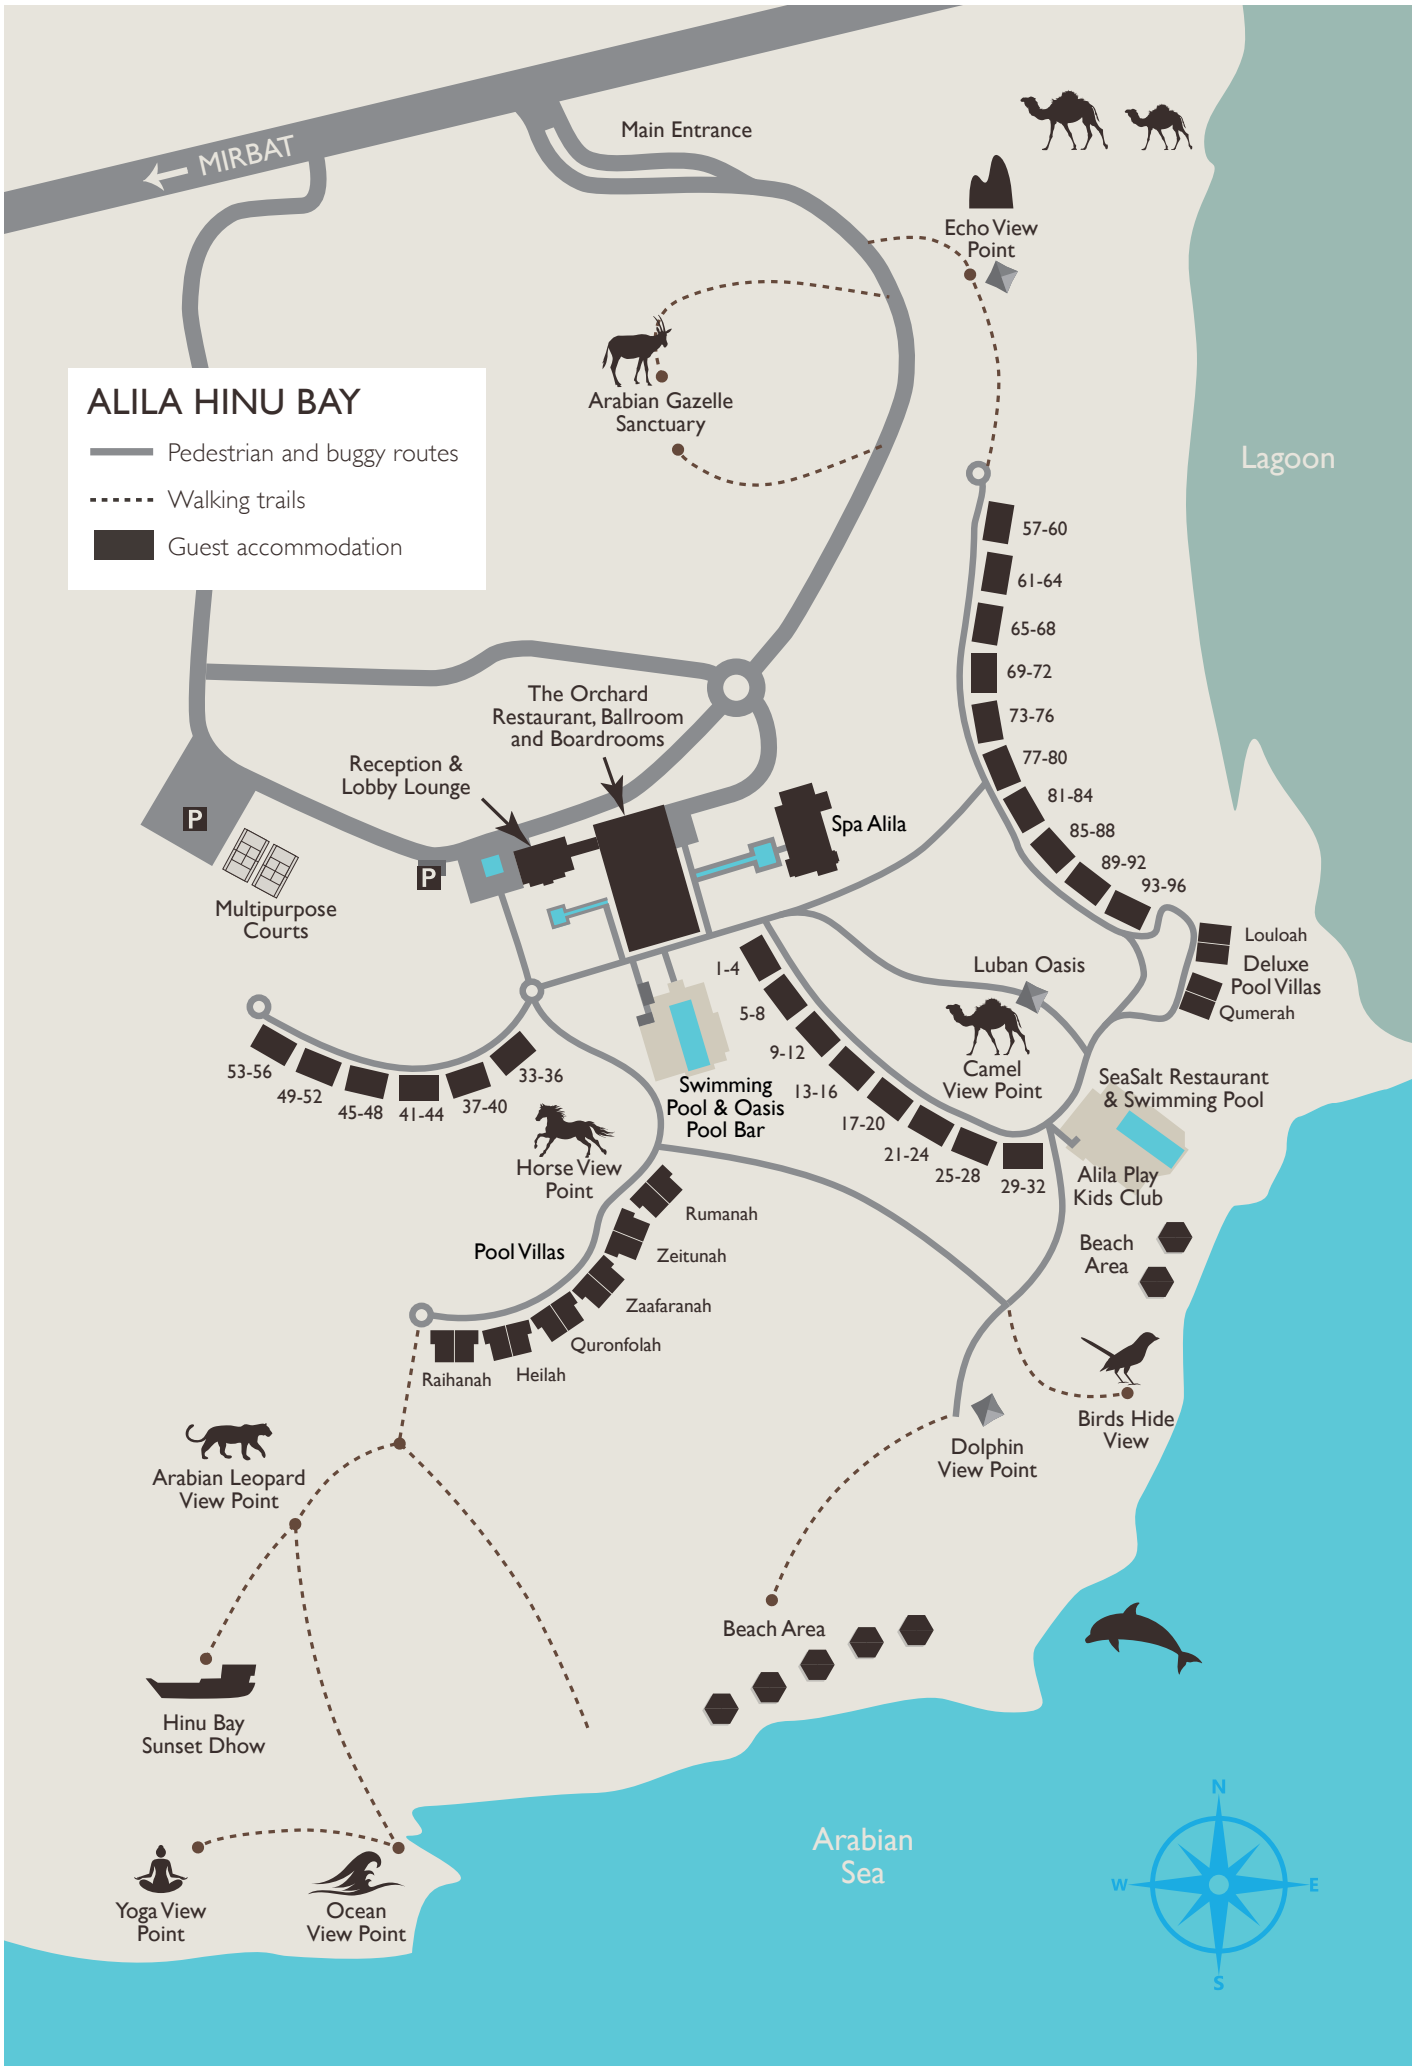 Main Entrance
MIRBAT
Echo View
Point
Arabian Gazelle
Sanctuary
ALILA HINU BAY
Pedestrian and buggy routes
Walking trails
Guest accommodation
Lagoon
57-60
61-64
65-68
69-72
73-76
77-80
81-84
85-88
89-92
93-96
The Orchard
Restaurant, Ballroom
and Boardrooms
Reception &
Lobby Lounge
Spa Alila
P
P
Multipurpose
Courts
Louloah
Deluxe
Pool Villas
Qumerah
Luban Oasis
Camel
View Point
1-4
5-8
9-12
13-16
17-20
21-24
25-28
29-32
53-56
49-52
45-48
41-44
37-40
33-36
Swimming
Pool & Oasis
Pool Bar
SeaSalt Restaurant
& Swimming Pool
Alila Play
Kids Club
Horse View
Point
Beach
Area
Pool Villas
Rumanah
Zeitunah
Zaafaranah
Quronfolah
Heilah
Raihanah
Birds Hide
View
Dolphin
View Point
Arabian Leopard
View Point
Beach Area
Hinu Bay
Sunset Dhow
Yoga View
Point
Ocean
View Point
Arabian
Sea
N
W
E
S